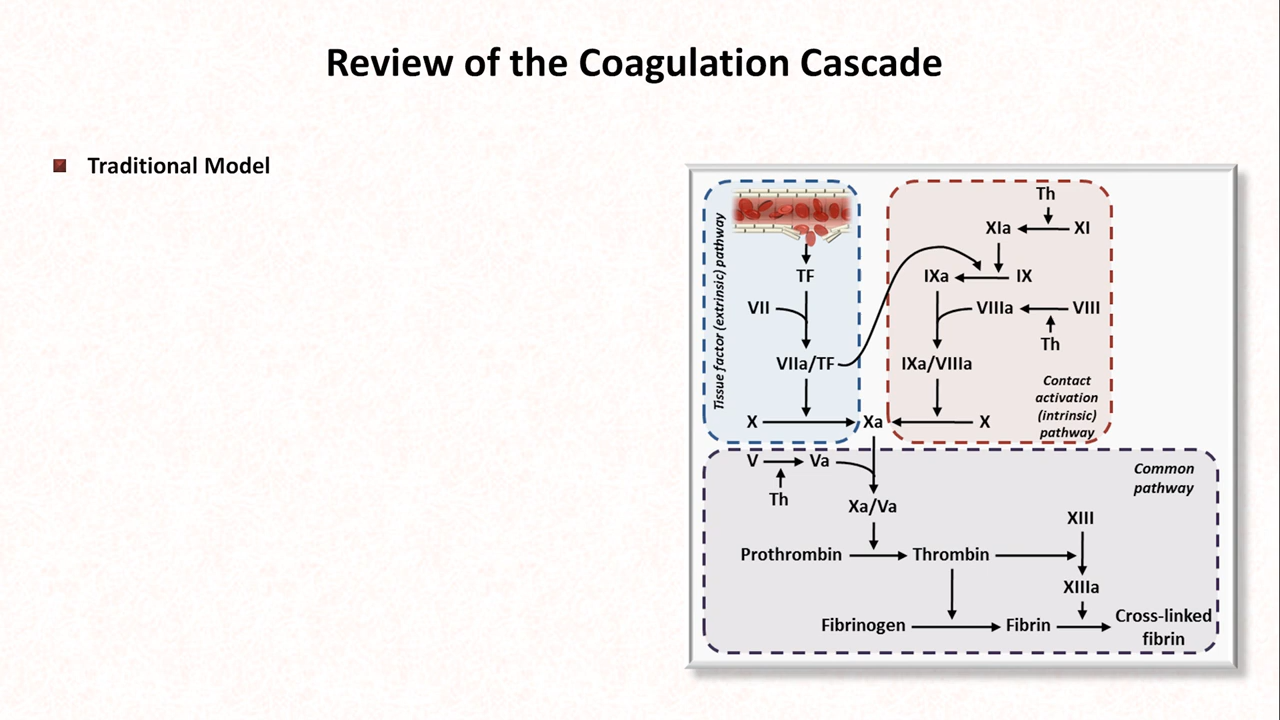 Review of the Coagulation Cascade
Traditional Model
Tissue factor (extrinsic) pathway
TF
VII
VIIa/TF
X
Xa
Th
XIa
XI
IXa
IX
VIIIa
VIII
Th
IXa/VIIIa
X
Contact
activation
(intrinsic)
pathway
Common
pathway
V
Va
Th
Xa/Va
Prothrombin
Thrombin
XIII
XIIIa
Fibrinogen
Fibrin
Cross-linked
fibrin